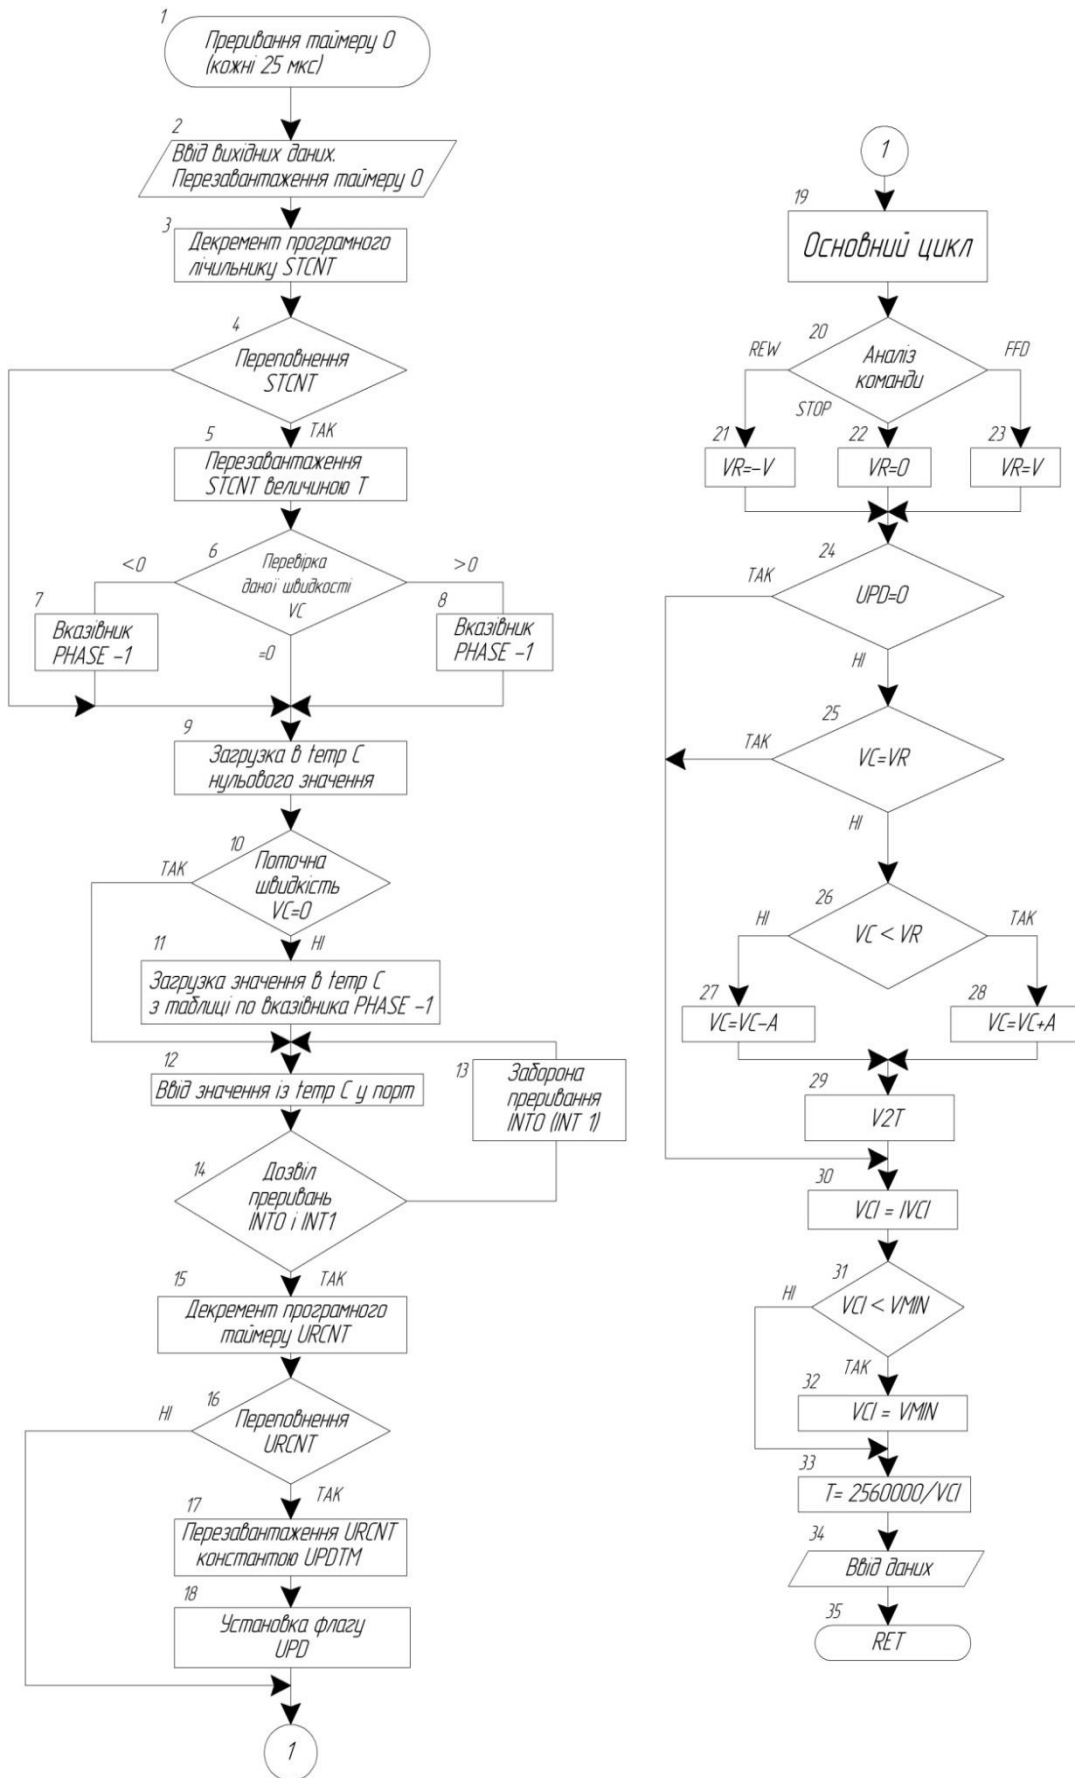 1
Преривання таймеру 0
(кожні 25 мкс)
2
Ввід вихідних даних.
Перезавантаження таймеру 0
3
Декремент програмного
лічильнику STCNT
4
Переповнення
STCNT
ТАК
5
Перезавантаження
STCNT величиною Т
6
Перевірка
даної швидкості
VC
<0
>0
=0
7
Вказівник
PHASE -1
8
Вказівник
PHASE -1
9
Загрузка в temp C
нульового значення
10
Поточна
швидкість
VC=0
ТАК
НІ
11
Загрузка значення в temp C
з таблиці по вказівника PHASE -1
12
Ввід значення із temp C у порт
13
Заборона
преривання
INTO (INT 1)
14
Дозвіл
преривань
INTO і INT1
ТАК
15
Декремент програмного
таймеру URCNT
16
Переповнення
URCNT
НІ
ТАК
17
Перезавантаження URCNT
константою UPDTM
18
Установка флагу
UPD
1
1
19
Основний цикл
20
Аналіз
команди
REW
FFD
STOP
21
VR=-V
22
VR=0
23
VR=V
24
UPD=0
ТАК
НІ
25
VC=VR
ТАК
НІ
26
VC < VR
НІ
ТАК
27
VC=VC-A
28
VC=VC+A
29
V2T
30
VCI = IVCI
31
VCI < VMIN
НІ
ТАК
32
VCI = VMIN
33
T= 2560000/VCI
34
Ввід даних
35
RET